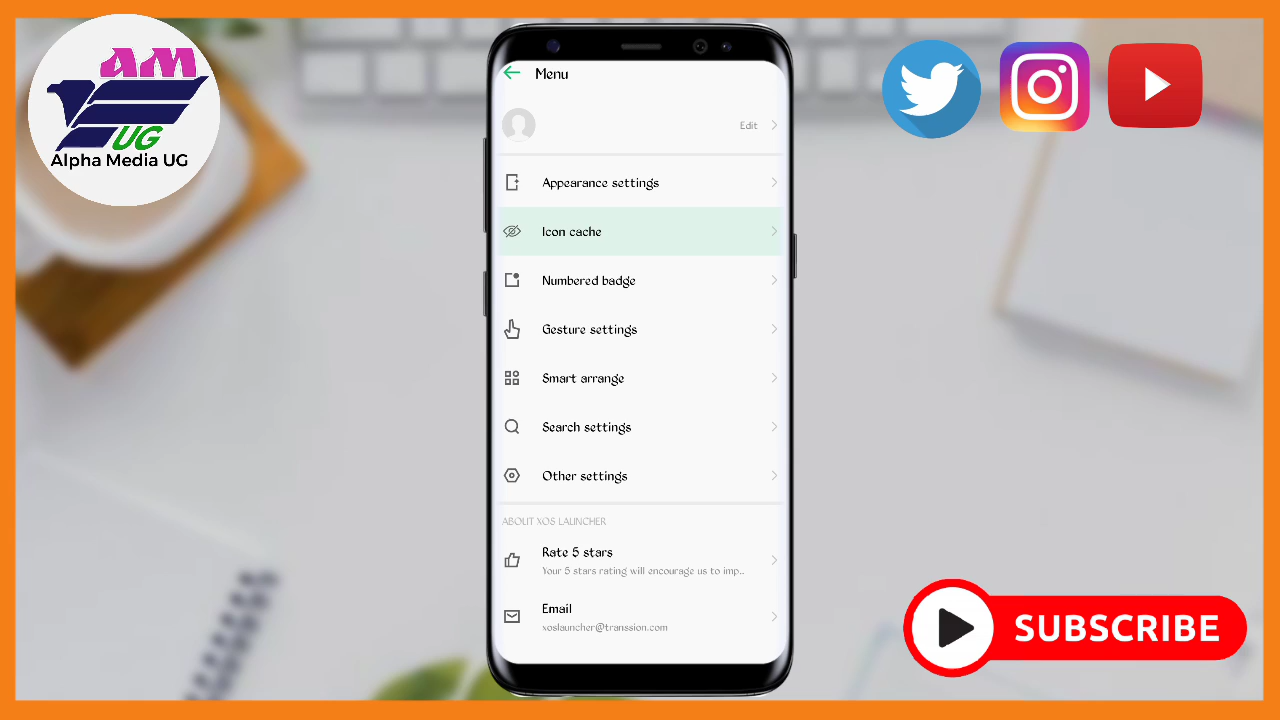 AM
UG
Alpha Media UG
Menu
Edit
Appearance settings
Icon cache
Numbered badge
Gesture settings
Smart arrange
Search settings
Other settings
ABOUT XOS LAUNCHER
Rate 5 stars
Your 5 stars rating will encourage us to imp..
Email
xoslauncher@transsion.com
SUBSCRIBE